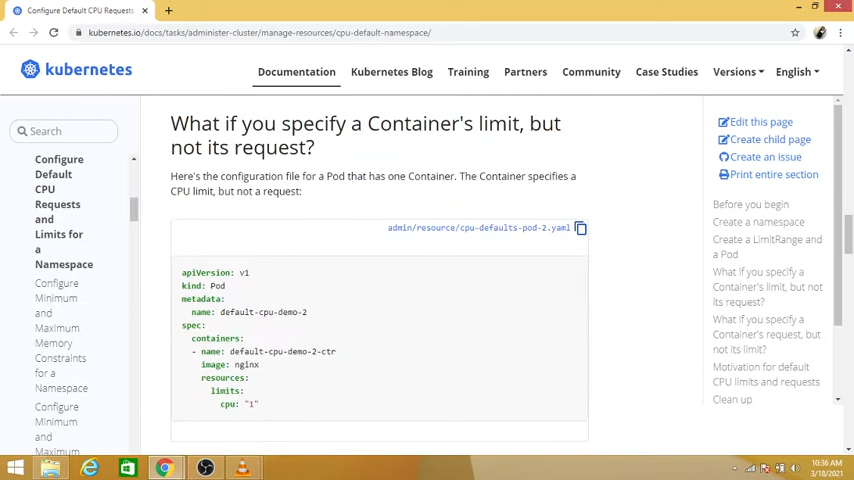 Configure Default CPU Requests
kubernetes.io/docs/tasks/administer-cluster/manage-resources/cpu-default-namespace/
kubernetes
Documentation
Kubernetes Blog
Training
Partners
Community
Case Studies
Versions
English
Search
Configure
Default
CPU
Requests
and
Limits for
a
Namespace
Configure
Minimum
and
Maximum
Memory
Constraints
for a
Namespace
Configure
Minimum
and
Maximum
What if you specify a Container's limit, but
not its request?
Here's the configuration file for a Pod that has one Container. The Container specifies a
CPU limit, but not a request:
admin/resource/cpu-defaults-pod-2.yaml
apiVersion: v1
kind: Pod
metadata:
  name: default-cpu-demo-2
spec:
  containers:
  - name: default-cpu-demo-2-ctr
    image: nginx
    resources:
      limits:
        cpu: "1"
Edit this page
Create child page
Create an issue
Print entire section
Before you begin
Create a namespace
Create a LimitRange and
a Pod
What if you specify a
Container's limit, but not
its request?
What if you specify a
Container's request, but
not its limit?
Motivation for default
CPU limits and requests
Clean up
10:36 AM
3/18/2021